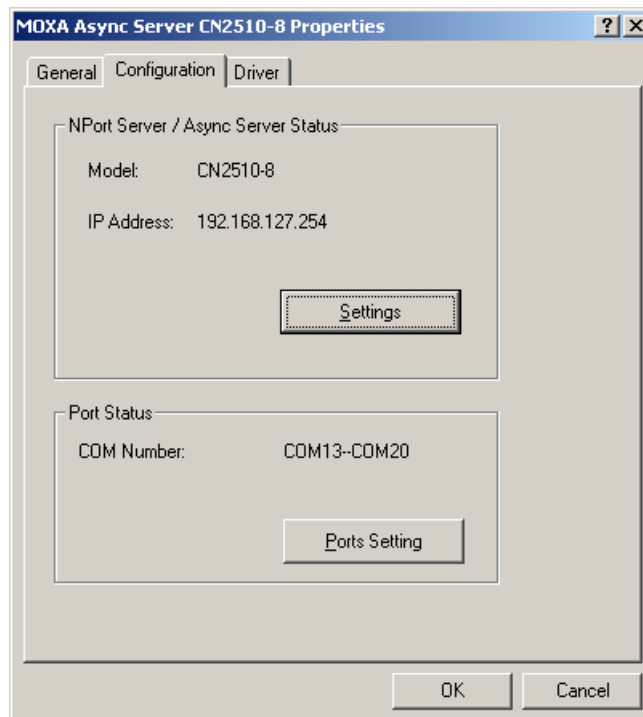 MOXA Async Server CN2510-8 Properties
General Configuration Driver
NPort Server / Async Server Status
Model: CN2510-8
IP Address: 192.168.127.254
Settings
Port Status
COM Number: COM13--COM20
Ports Setting
OK Cancel